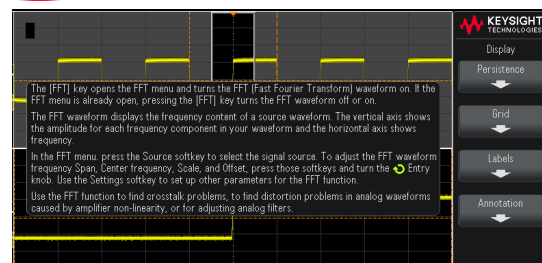 KEYSIGHT
TECHNOLOGIES
Display
Persistence
Grid
Labels
Annotation
The [FFT] key opens the FFT menu and turns the FFT (Fast Fourier Transform) waveform on. If the
FFT menu is already open, pressing the [FFT] key turns the FFT waveform off or on.
The FFT waveform displays the frequency content of a source waveform. The vertical axis shows
the amplitude for each frequency component in your waveform and the horizontal axis shows
frequency.
In the FFT menu, press the Source softkey to select the signal source. To adjust the FFT waveform
frequency Span, Center frequency, Scale, and Offset, press those softkeys and turn the Entry
knob. Use the Settings softkey to set up other parameters for the FFT function.
Use the FFT function to find crosstalk problems, to find distortion problems in analog waveforms
caused by amplifier non-linearity, or for adjusting analog filters.